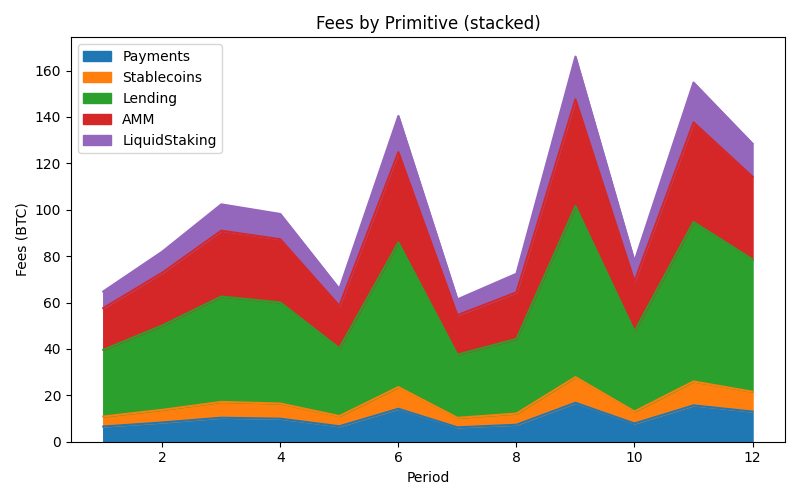 Fees by Primitive (stacked)
Payments
Stablecoins
Lending
AMM
LiquidStaking
Fees (BTC)
160
140
120
100
80
60
40
20
0
2 4 6 8 10 12
Period